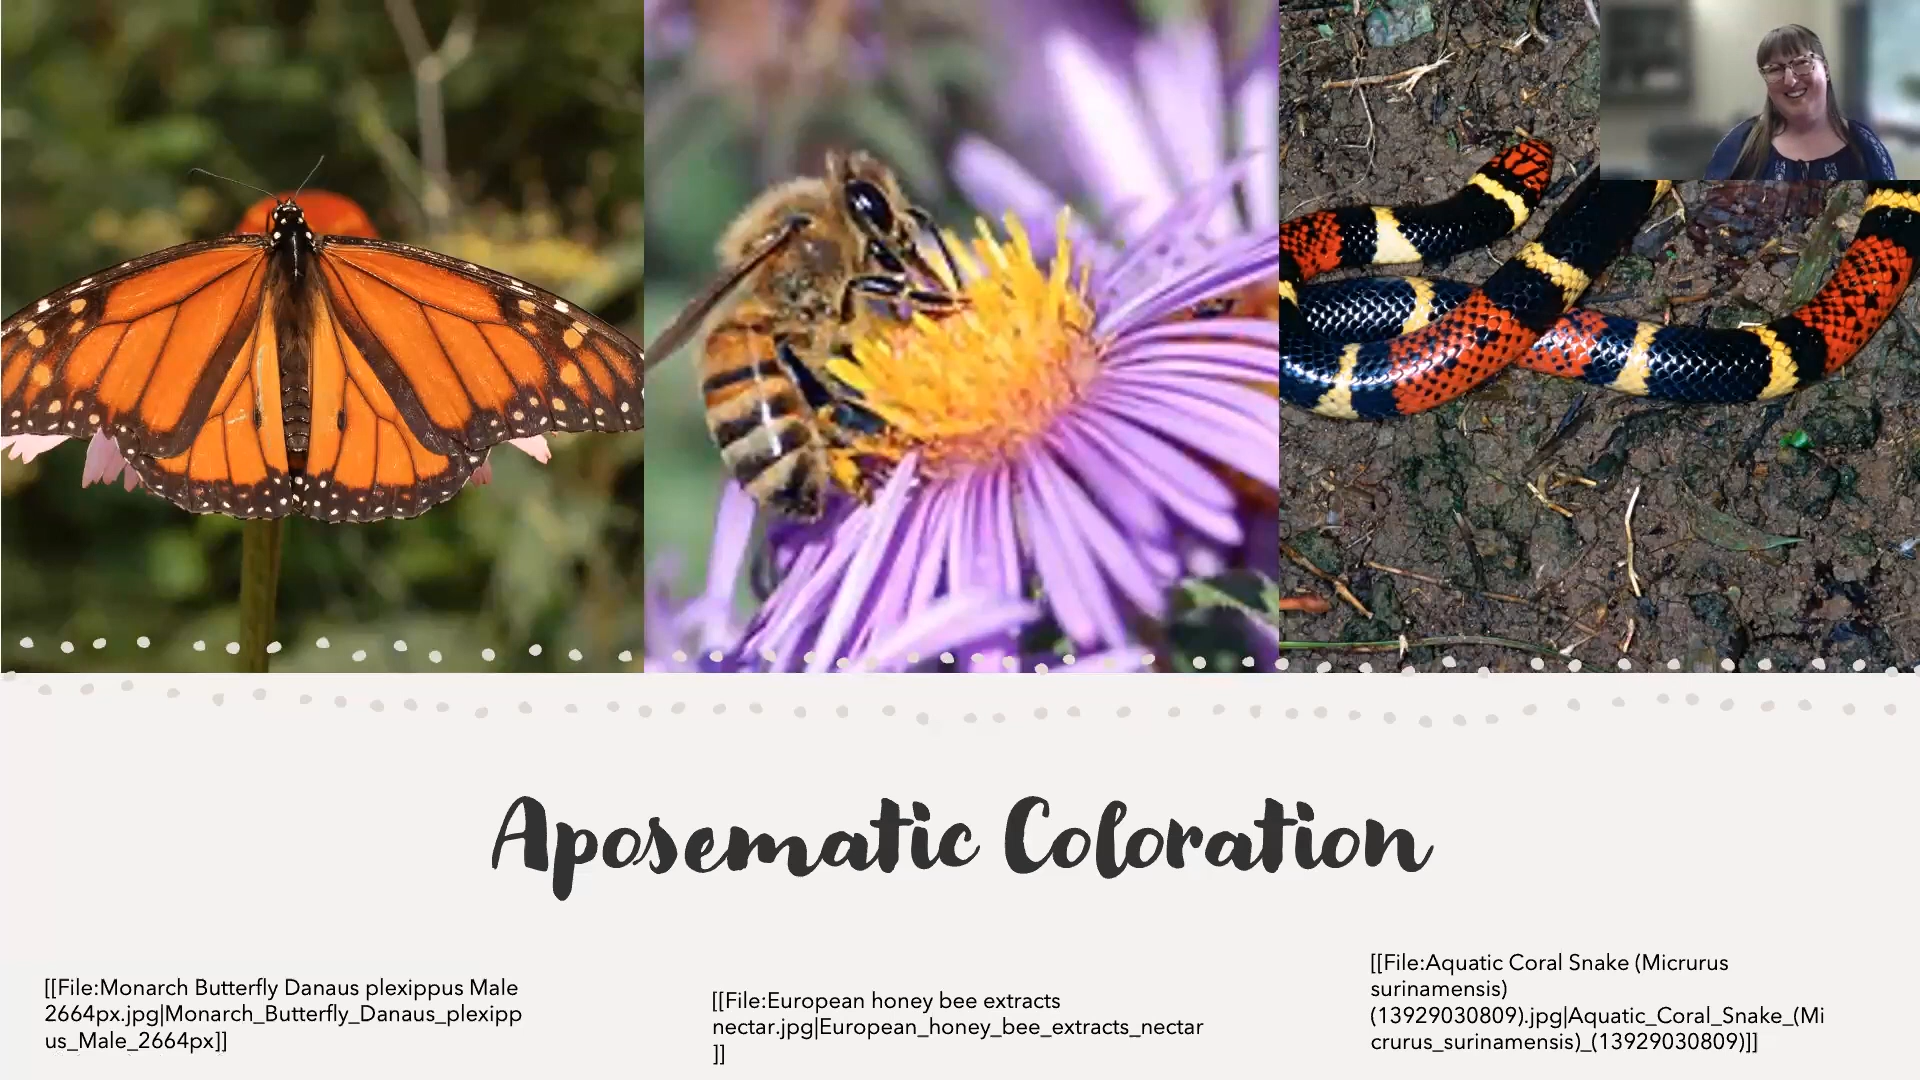 Aposematic Coloration
[[File:Monarch Butterfly Danaus plexippus Male
2664px.jpg|Monarch_Butterfly_Danaus_plexipp
us_Male_2664px]]
[[File:European honey bee extracts
nectar.jpg|European_honey_bee_extracts_nectar
]]
[[File:Aquatic Coral Snake (Micrurus
surinamensis)
(13929030809).jpg|Aquatic_Coral_Snake_(Mi
crurus_surinamensis)_(13929030809)]]